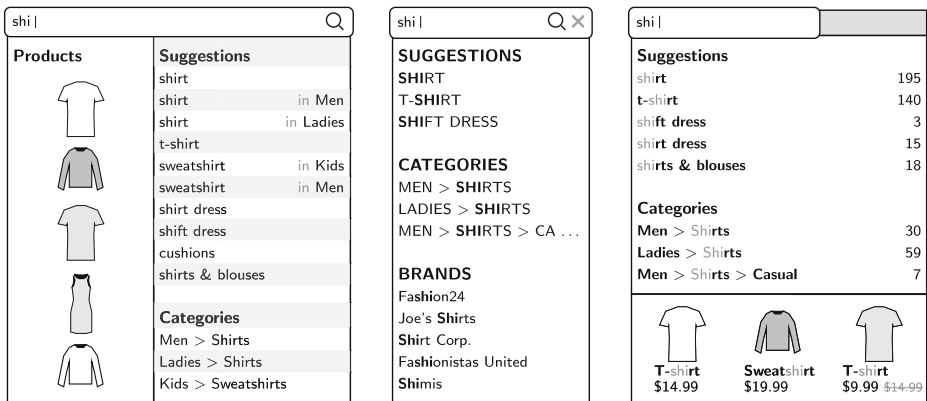 shi |
Products
Suggestions
shirt
shirt in Men
shirt in Ladies
t-shirt
sweatshirt in Kids
sweatshirt in Men
shirt dress
shift dress
cushions
shirts & blouses
Categories
Men > Shirts
Ladies > Shirts
Kids > Sweatshirts
shi |
SUGGESTIONS
SHIRT
T-SHIRT
SHIFT DRESS
CATEGORIES
MEN > SHIRTS
LADIES > SHIRTS
MEN > SHIRTS > CA ...
BRANDS
Fashion24
Joe's Shirts
Shirt Corp.
Fashionistas United
Shimis
shi |
Suggestions
shirt 195
t-shirt 140
shift dress 3
shirt dress 15
shirts & blouses 18
Categories
Men > Shirts 30
Ladies > Shirts 59
Men > Shirts > Casual 7
T-shirt Sweatshirt T-shirt
$14.99 $19.99 $9.99 $14.99